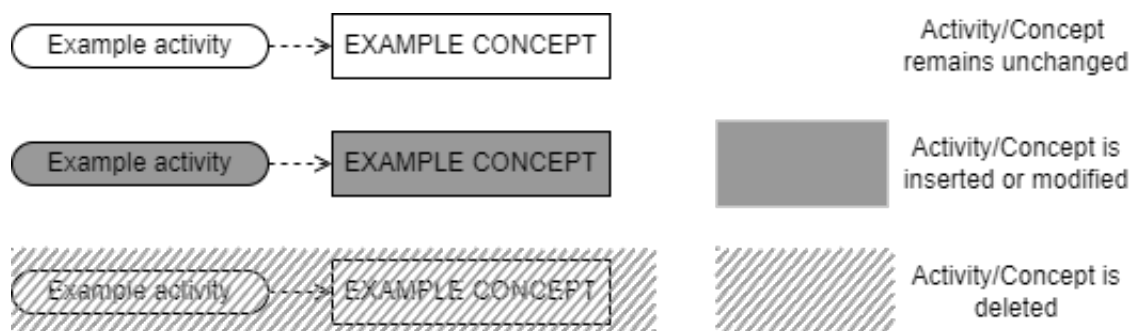 Example activity
EXAMPLE CONCEPT
Activity/Concept
remains unchanged
Example activity
EXAMPLE CONCEPT
Activity/Concept is
inserted or modified
Example activity
EXAMPLE CONCEPT
Activity/Concept is
deleted